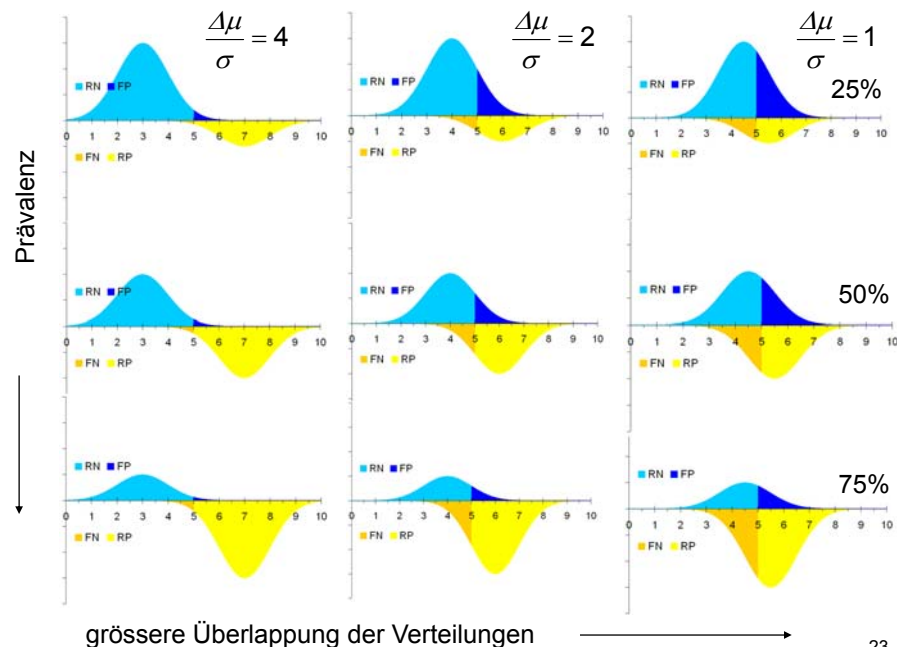 Δμ/σ = 4
Δμ/σ = 2
Δμ/σ = 1
25%
RN FP
RN FP
RN FP
0 1 2 3 4 5 6 7 8 9 10
0 1 2 3 4 5 6 7 8 9 10
0 1 2 3 4 5 6 7 8 9 10
FN RP
FN RP
FN RP
Prävalenz
50%
RN FP
RN FP
RN FP
0 1 2 3 4 5 6 7 8 9 10
0 1 2 3 4 5 6 7 8 9 10
0 1 2 3 4 5 6 7 8 9 10
FN RP
FN RP
FN RP
75%
RN FP
RN FP
RN FP
0 1 2 3 4 5 6 7 8 9 10
0 1 2 3 4 5 6 7 8 9 10
0 1 2 3 4 5 6 7 8 9 10
FN RP
FN RP
FN RP
grössere Überlappung der Verteilungen
23